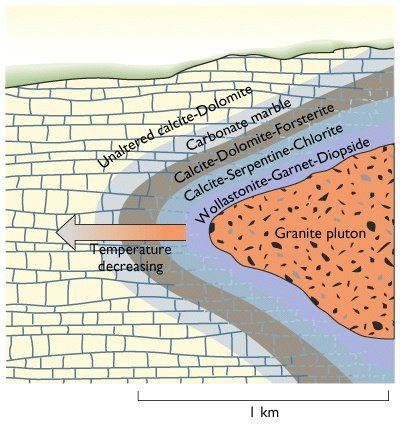 Unaltered calcite-Dolomite
Carbonate marble
Calcite-Dolomite-Forsterite
Calcite-Serpentine-Chlorite
Wollastonite-Garnet-Diopside
Granite pluton
Temperature
decreasing
1 km